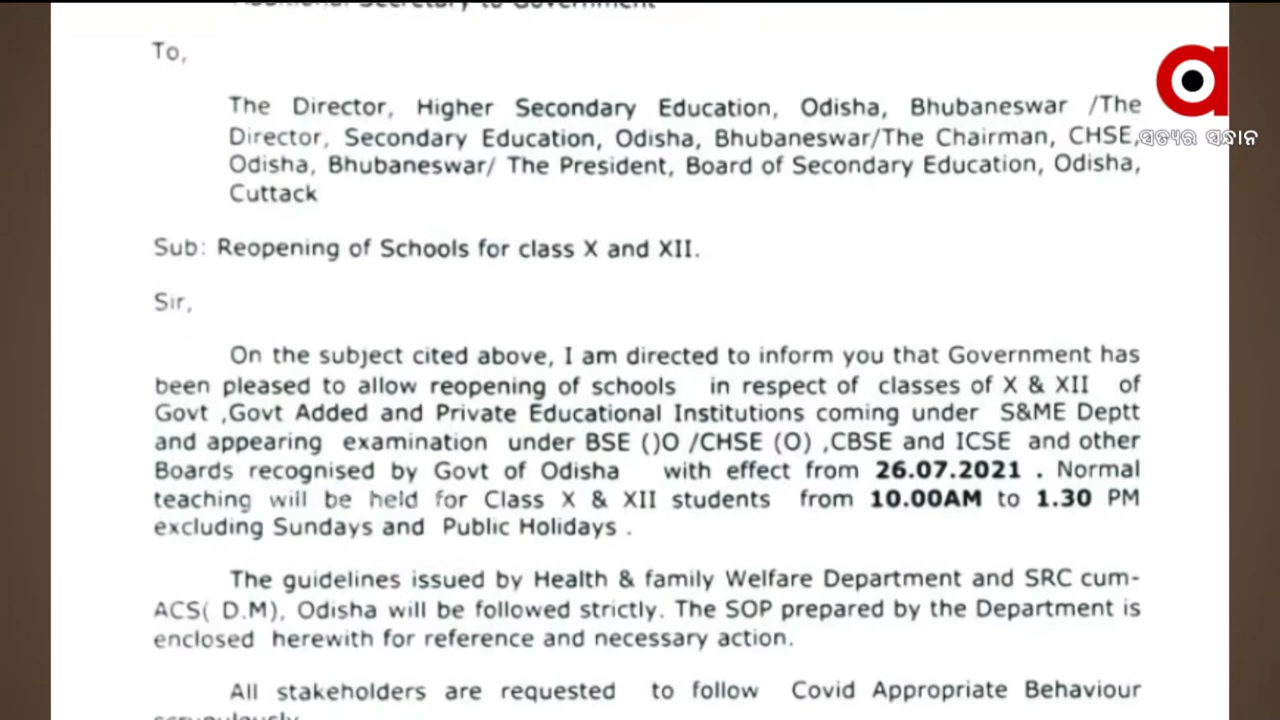 Additional Secretary to Government
To,
The Director, Higher Secondary Education, Odisha, Bhubaneswar /The
Director, Secondary Education, Odisha, Bhubaneswar/The Chairman, CHSE,
Odisha, Bhubaneswar/ The President, Board of Secondary Education, Odisha,
Cuttack
ସତ୍ୟର ସନ୍ଧାନ
Sub: Reopening of Schools for class X and XII.
Sir,
On the subject cited above, I am directed to inform you that Government has
been pleased to allow reopening of schools in respect of classes of X & XII of
Govt ,Govt Added and Private Educational Institutions coming under S&ME Deptt
and appearing examination under BSE ()O /CHSE (O) ,CBSE and ICSE and other
Boards recognised by Govt of Odisha with effect from 26.07.2021 . Normal
teaching will be held for Class X & XII students from 10.00AM to 1.30 PM
excluding Sundays and Public Holidays .
The guidelines issued by Health & family Welfare Department and SRC cum-
ACS( D.M), Odisha will be followed strictly. The SOP prepared by the Department is
enclosed herewith for reference and necessary action.
All stakeholders are requested to follow Covid Appropriate Behaviour
scrupulously